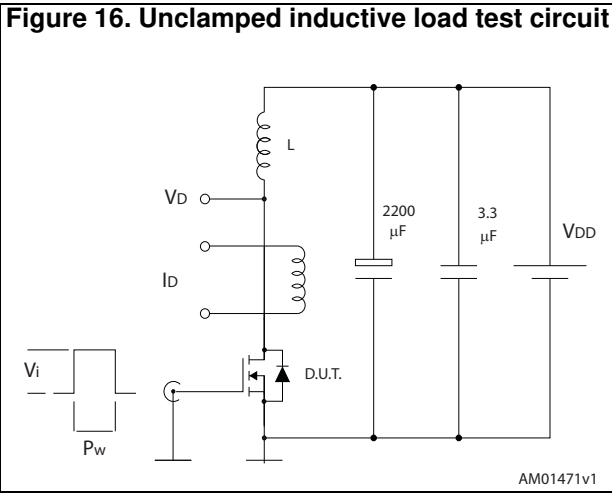 Figure 16. Unclamped inductive load test circuit
L
VD
2200
μF
3.3
μF
VDD
ID
Vi
D.U.T.
Pw
AM01471v1